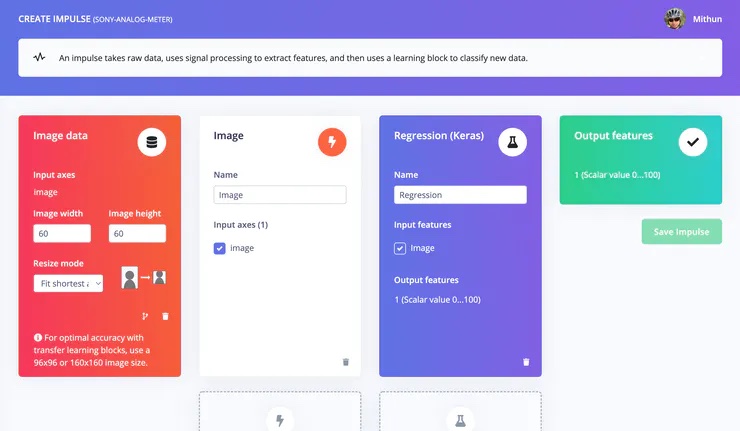 CREATE IMPULSE (SONY-ANALOG-METER)
Mithun
An impulse takes raw data, uses signal processing to extract features, and then uses a learning block to classify new data.
Image data
Input axes
image
Image width
Image height
60
60
Resize mode
Fit shortest a
For optimal accuracy with
transfer learning blocks, use a
96x96 or 160x160 image size.
Image
Name
Image
Input axes (1)
image
Regression (Keras)
Name
Regression
Input features
Image
Output features
1 (Scalar value 0...100)
Output features
1 (Scalar value 0...100)
Save Impulse